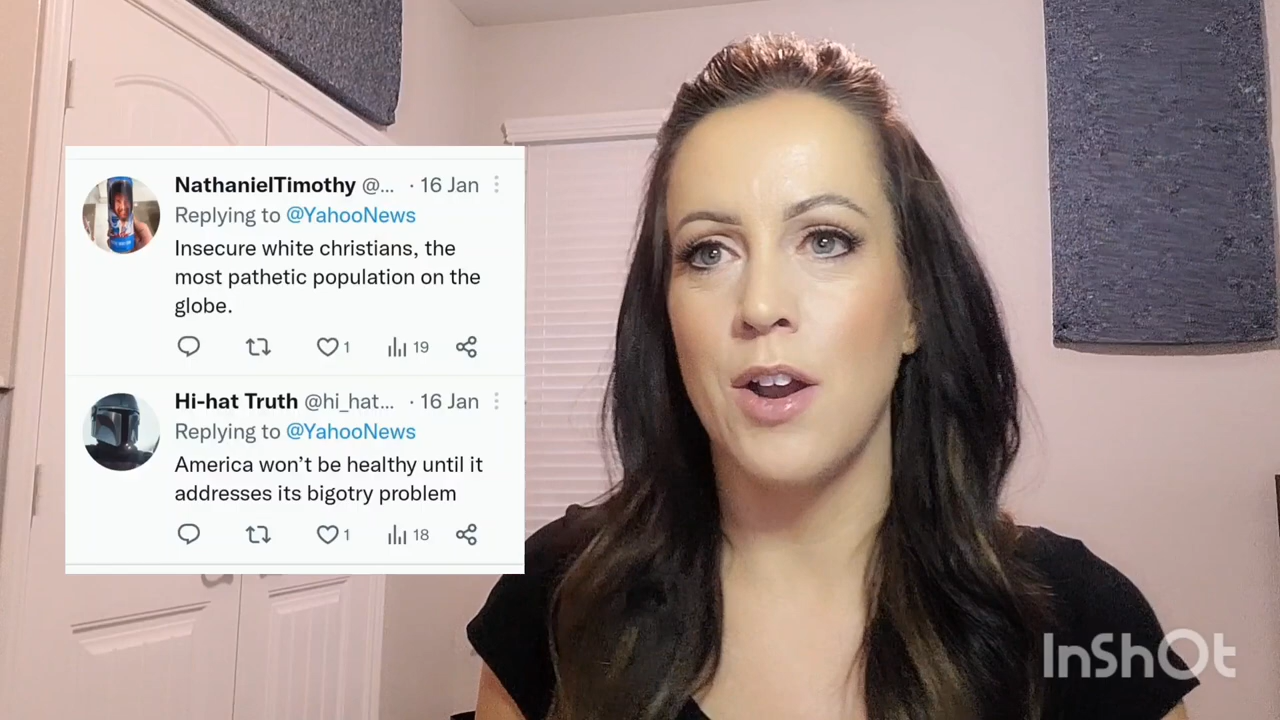 NathanielTimothy @... · 16 Jan
Replying to @YahooNews
Insecure white christians, the
most pathetic population on the
globe.
1 19
Hi-hat Truth @hi_hat... · 16 Jan
Replying to @YahooNews
America won’t be healthy until it
addresses its bigotry problem
1 18
InShOt